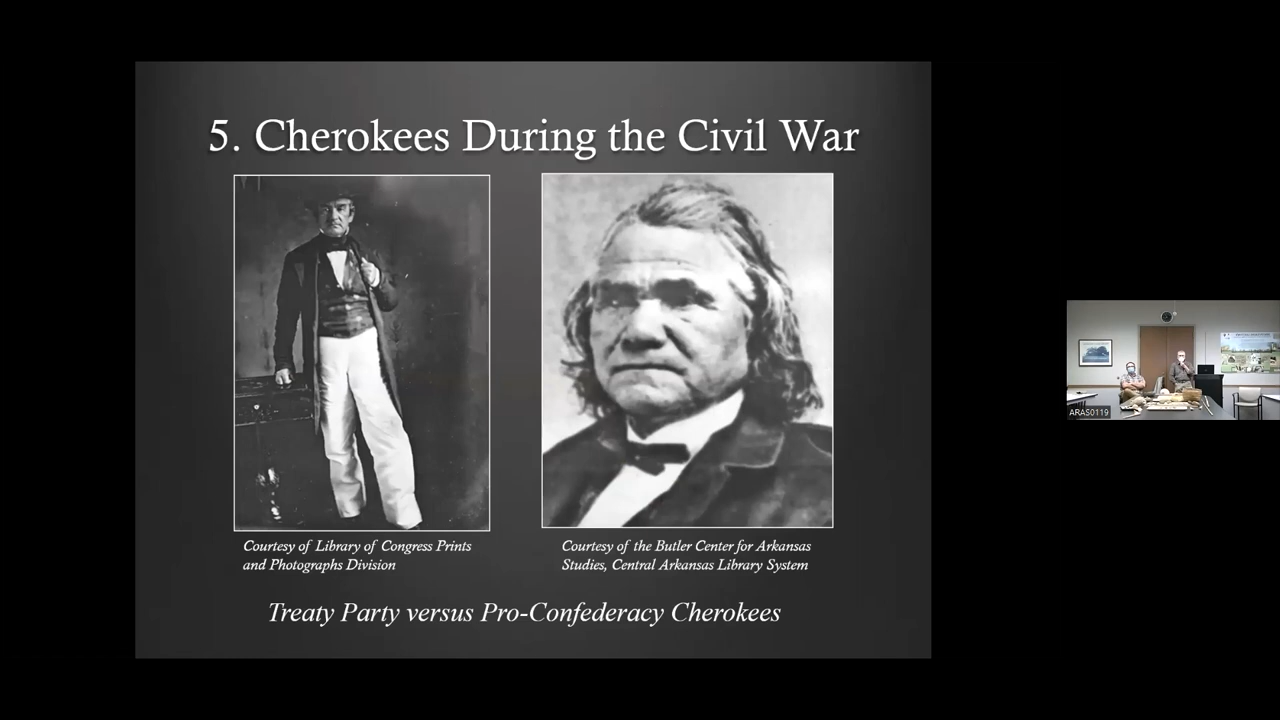 5. Cherokees During the Civil War
Courtesy of Library of Congress Prints
and Photographs Division
Courtesy of the Butler Center for Arkansas
Studies, Central Arkansas Library System
Treaty Party versus Pro-Confederacy Cherokees
ARAS0119